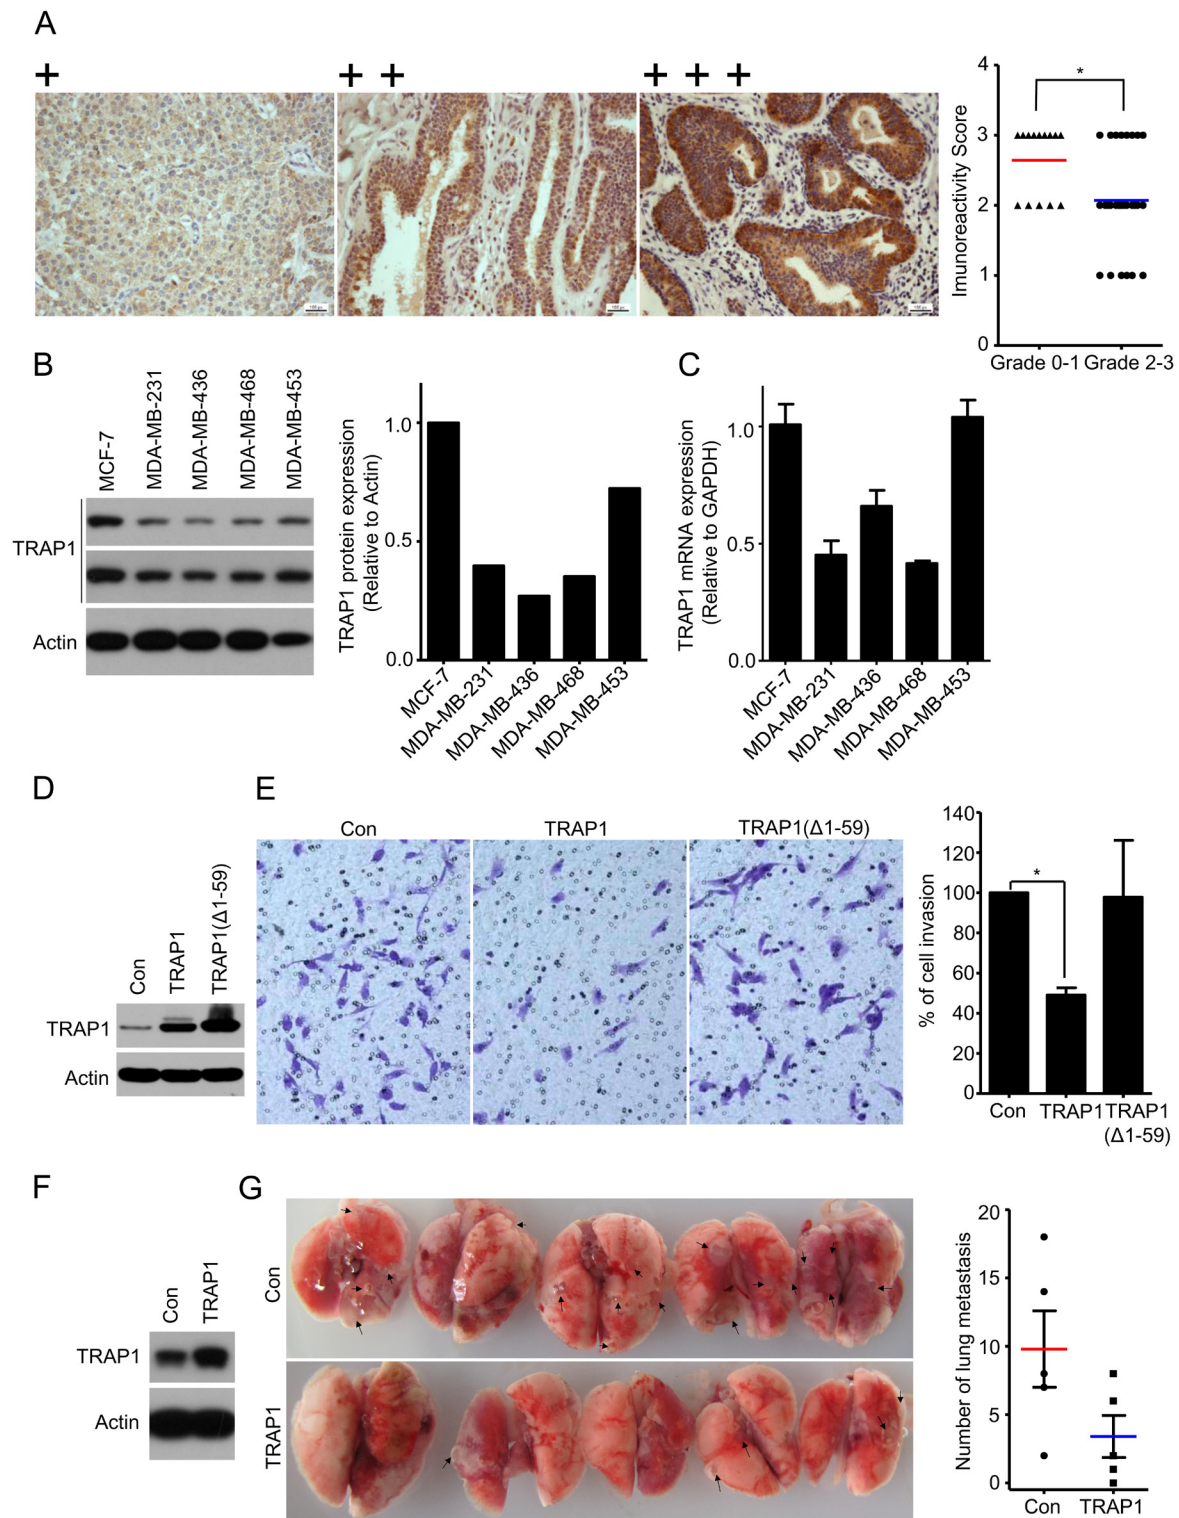 A
+
+ +
+ + +
Imunoreactivity Score
4
3
2
1
0
*
Grade 0-1
Grade 2-3
B
MCF-7
MDA-MB-231
MDA-MB-436
MDA-MB-468
MDA-MB-453
TRAP1
Actin
TRAP1 protein expression
(Relative to Actin)
1.0
0.5
0.0
MCF-7
MDA-MB-231
MDA-MB-436
MDA-MB-468
MDA-MB-453
C
TRAP1 mRNA expression
(Relative to GAPDH)
1.0
0.5
0.0
MCF-7
MDA-MB-231
MDA-MB-436
MDA-MB-468
MDA-MB-453
D
Con
TRAP1
TRAP1(Δ1-59)
TRAP1
Actin
E
Con
TRAP1
TRAP1(Δ1-59)
% of cell invasion
140
120
100
80
60
40
20
0
*
Con
TRAP1
TRAP1
(Δ1-59)
F
Con
TRAP1
TRAP1
Actin
G
Con
TRAP1
Number of lung metastasis
20
15
10
5
0
Con
TRAP1